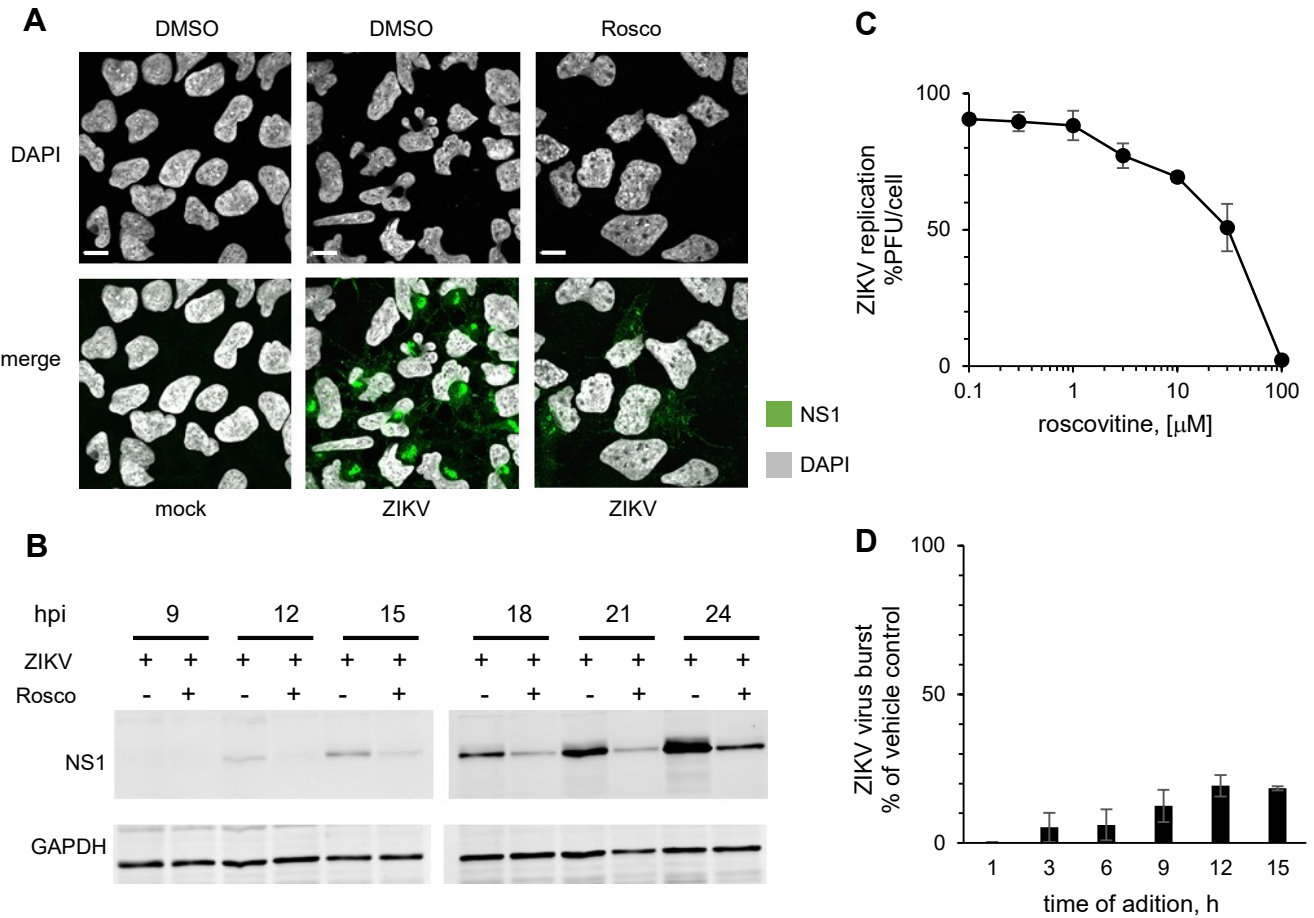 A
DMSO DMSO Rosco
DAPI
merge
mock ZIKV ZIKV
NS1
DAPI
B
hpi 9 12 15 18 21 24
ZIKV + + + + + + + + + + + +
Rosco - + - + - + - + - + - +
NS1
GAPDH
C
ZIKV replication
%PFU/cell
100
50
0
0.1 1 10 100
roscovitine, [µM]
D
ZIKV virus burst
% of vehicle control
100
50
0
1 3 6 9 12 15
time of adition, h